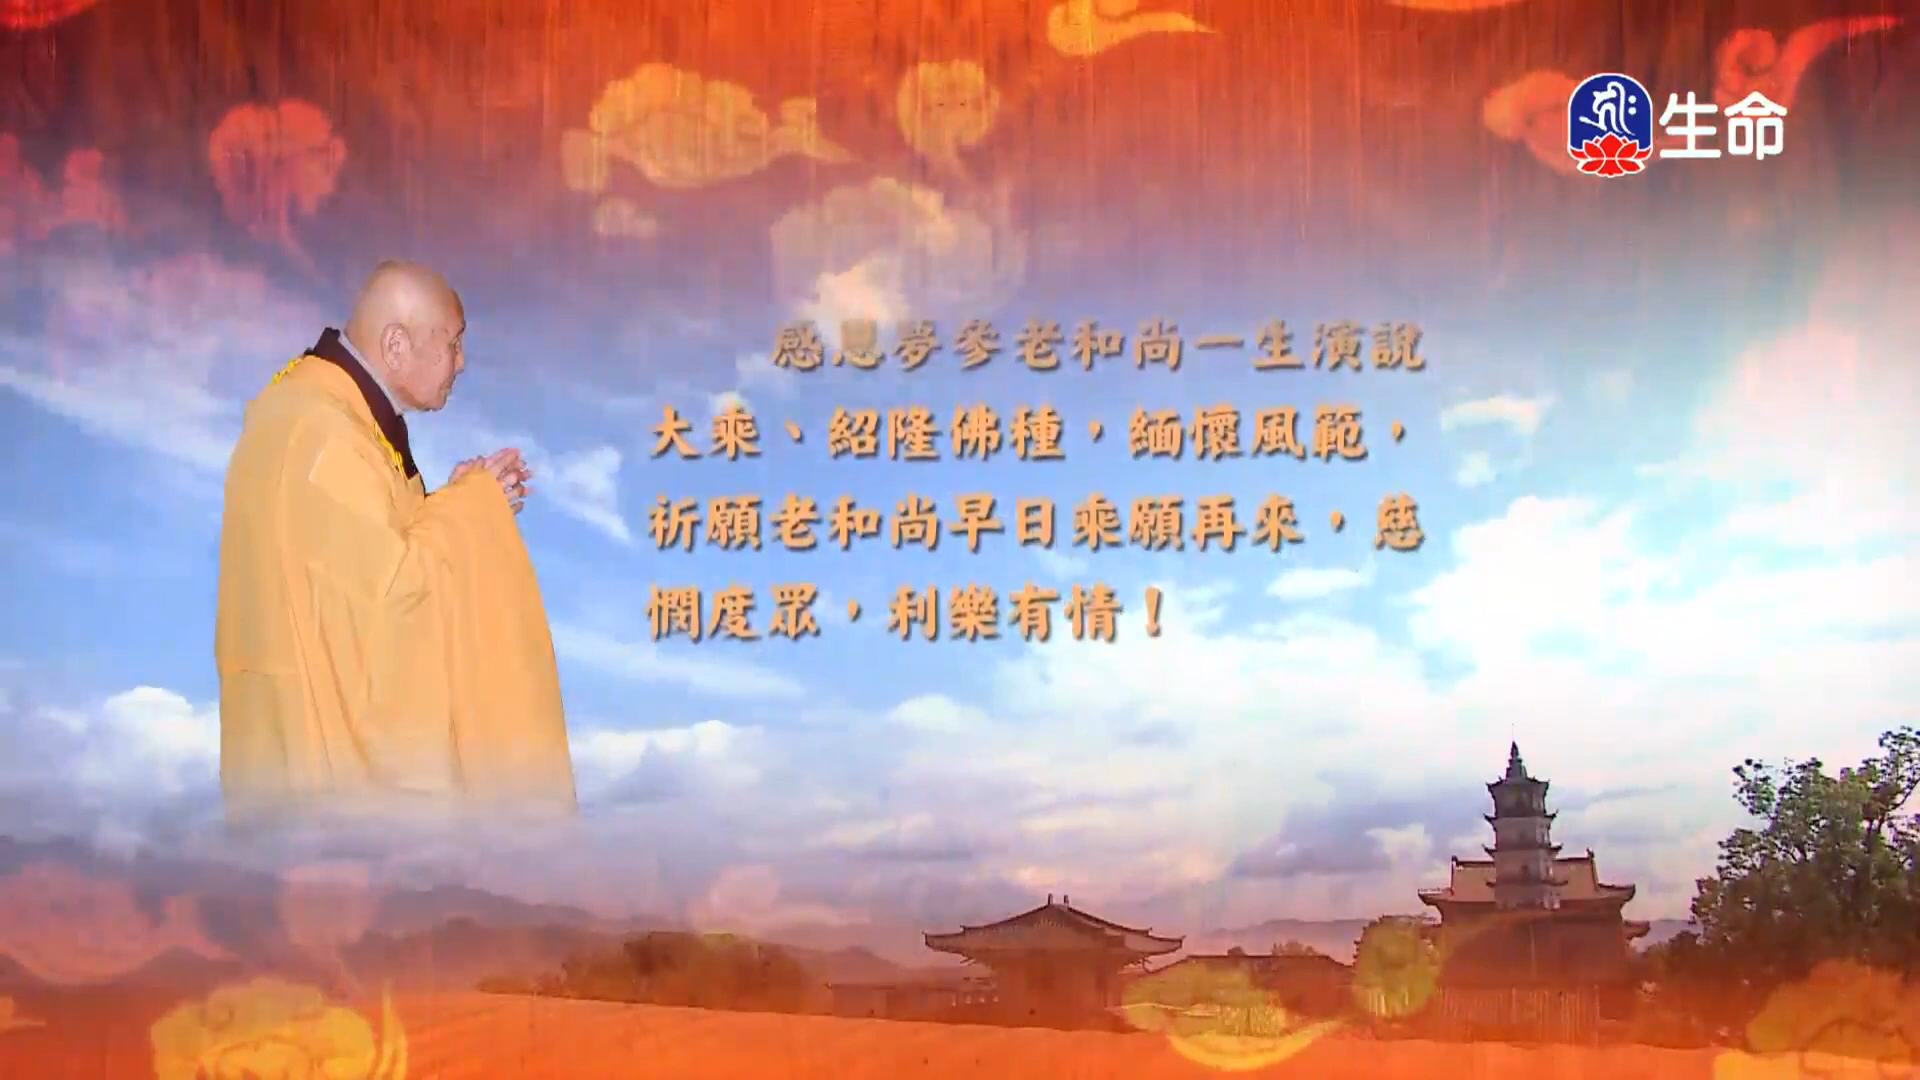 生命
感恩夢參老和尚一生演說
大乘、紹隆佛種，緬懷風範，
祈願老和尚早日乘願再來，慈
憫度眾，利樂有情！